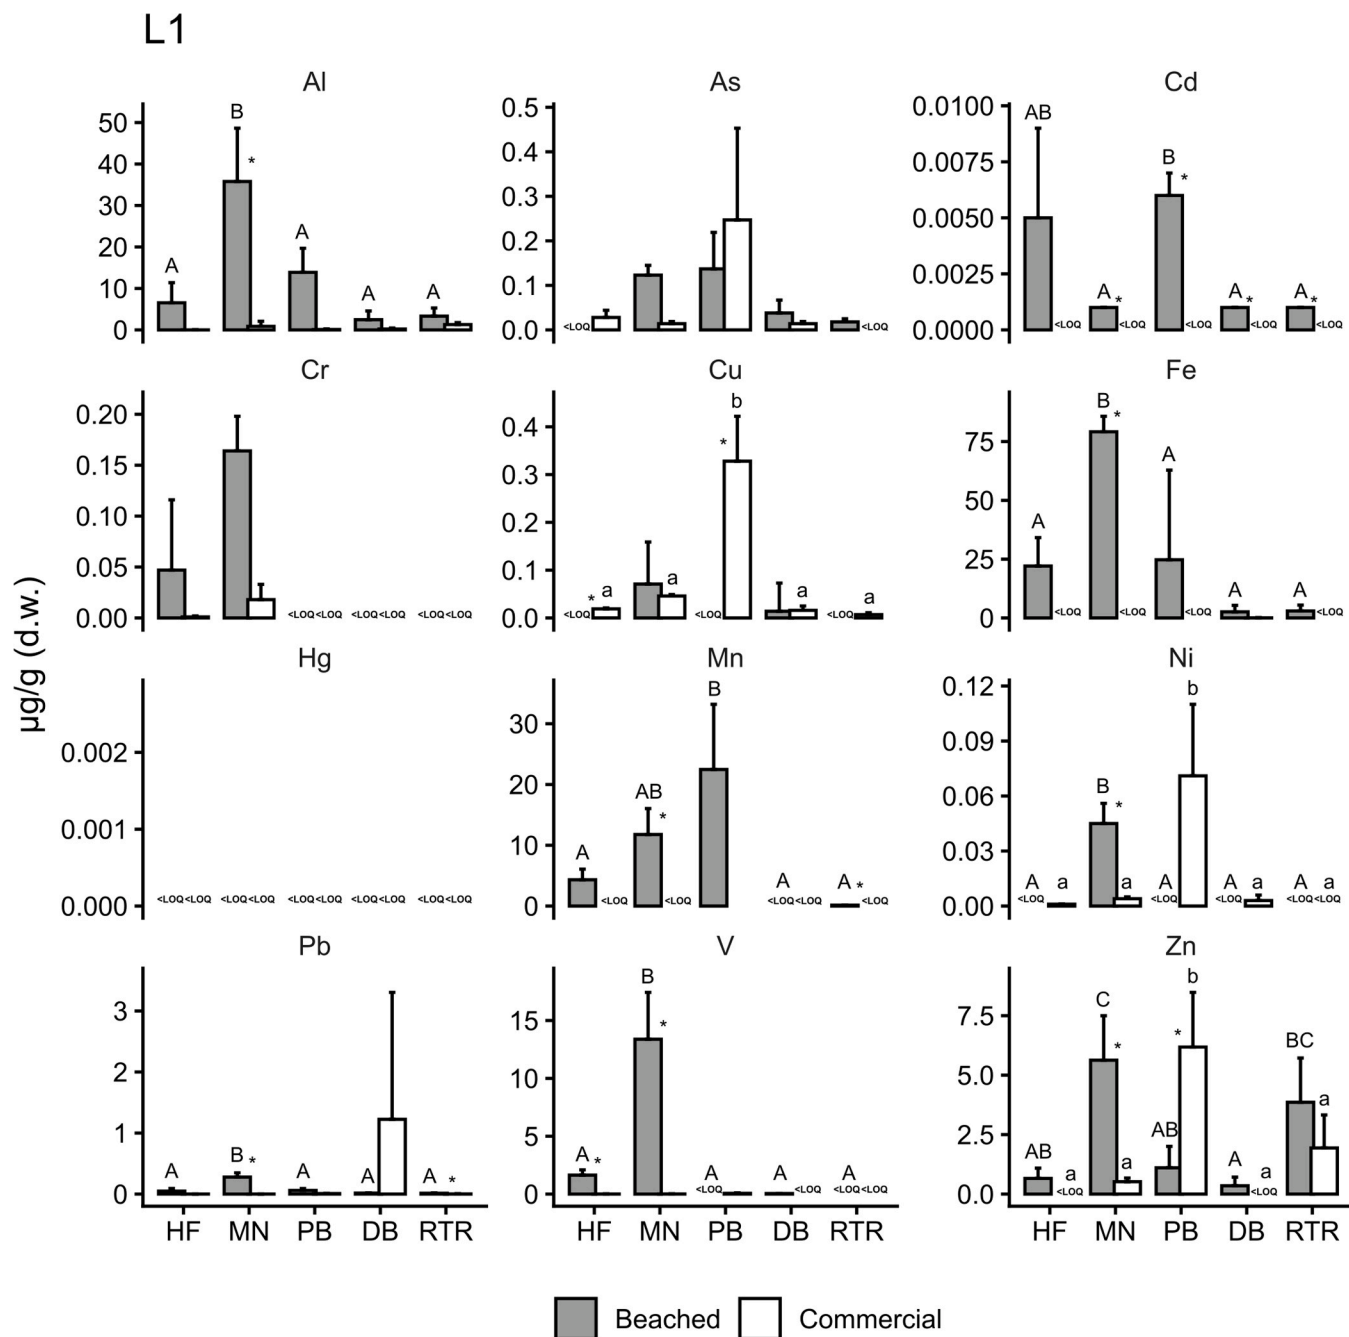 L1
Al
As
Cd
50
40
30
20
10
0
A
B
*
A
A
A
0.5
0.4
0.3
0.2
0.1
0.0
<LOQ
<LOQ
0.0100
0.0075
0.0050
0.0025
0.0000
AB
<LOQ
A
*
<LOQ
B
*
<LOQ
A
*
<LOQ
A
*
<LOQ
Cr
Cu
Fe
0.20
0.15
0.10
0.05
0.00
<LOQ <LOQ
<LOQ <LOQ
<LOQ <LOQ
0.4
0.3
0.2
0.1
0.0
<LOQ
*
a
a
<LOQ
*
b
a
<LOQ
a
75
50
25
0
A
<LOQ
B
*
<LOQ
A
<LOQ
A
A
<LOQ
µg/g (d.w.)
Hg
Mn
Ni
0.002
0.001
0.000
<LOQ <LOQ
<LOQ <LOQ
<LOQ <LOQ
<LOQ <LOQ
<LOQ <LOQ
30
20
10
0
A
<LOQ
AB
*
<LOQ
B
A
<LOQ <LOQ
A
*
<LOQ
0.12
0.09
0.06
0.03
0.00
A
<LOQ
a
B
*
a
A
<LOQ
b
A
<LOQ
a
A a
<LOQ <LOQ
Pb
V
Zn
3
2
1
0
A
B
*
A
A
A
*
15
10
5
0
A
*
B
*
A
<LOQ
A
<LOQ
A
<LOQ <LOQ
7.5
5.0
2.5
0.0
AB
a
<LOQ
C
*
a
AB
*
b
A
a
<LOQ
BC
a
HF MN PB DB RTR
HF MN PB DB RTR
HF MN PB DB RTR
Beached Commercial